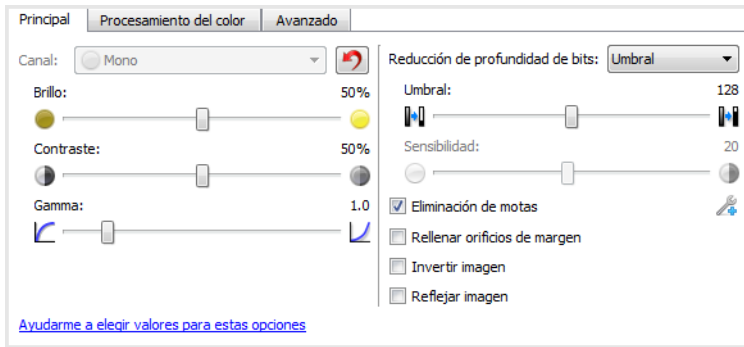 Principal Procesamiento del color Avanzado
Canal: Mono
Brillo: 50%
Contraste: 50%
Gamma: 1.0
Ayudarme a elegir valores para estas opciones
Reducción de profundidad de bits: Umbral
Umbral: 128
Sensibilidad: 20
Eliminación de motas
Rellenar orificios de margen
Invertir imagen
Reflejar imagen